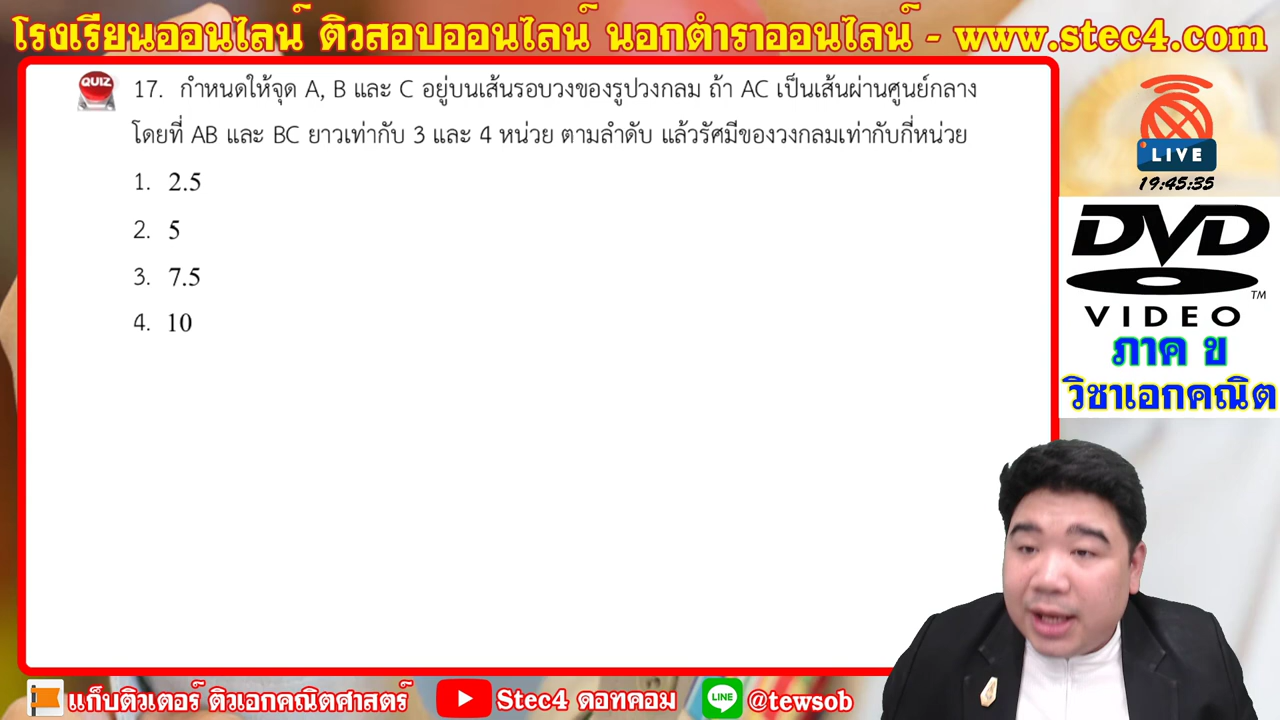 โรงเรียนออนไลน์ ติวสอบออนไลน์ นอกตำราออนไลน์ - www.stec4.com
QUIZ
17. กำหนดให้จุด A, B และ C อยู่บนเส้นรอบวงของรูปวงกลม ถ้า AC เป็นเส้นผ่านศูนย์กลาง
โดยที่ AB และ BC ยาวเท่ากับ 3 และ 4 หน่วย ตามลำดับ แล้วรัศมีของวงกลมเท่ากับกี่หน่วย
1. 2.5
2. 5
3. 7.5
4. 10
LIVE
19:45:35
DVD
TM
VIDEO
ภาค ข
วิชาเอกคณิต
แก็บติวเตอร์ ติวเอกคณิตศาสตร์
Stec4 ดอทคอม
LINE
@tewsob